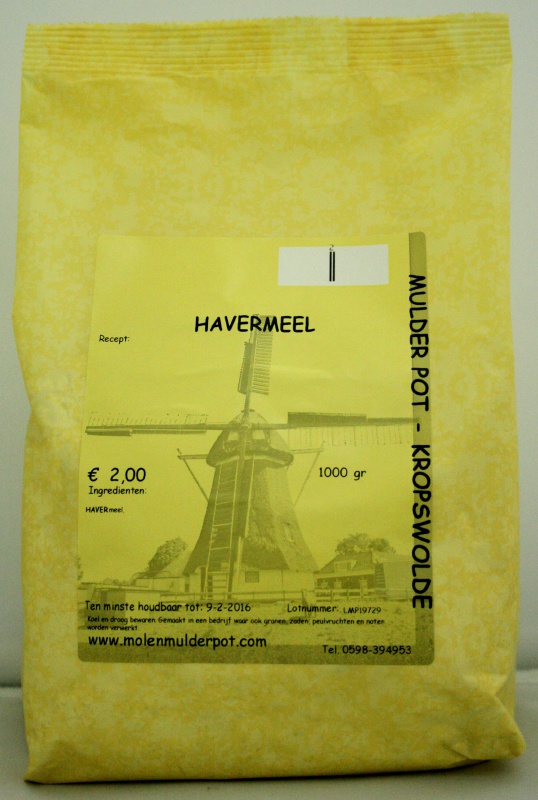 HAVERMEEL
Recept:
€ 2,00
1000 gr
Ingredienten:
HAVERmeel.
Ten minste houdbaar tot: 9-2-2016
Lotnummer: LMP19729
Koel en droog bewaren. Gemaakt in een bedrijf waar ook granen, zaden, peulvruchten en noten
worden verwerkt.
www.molenmulderpot.com
Tel. 0598-394953
MULDER POT - KROPSWOLDE